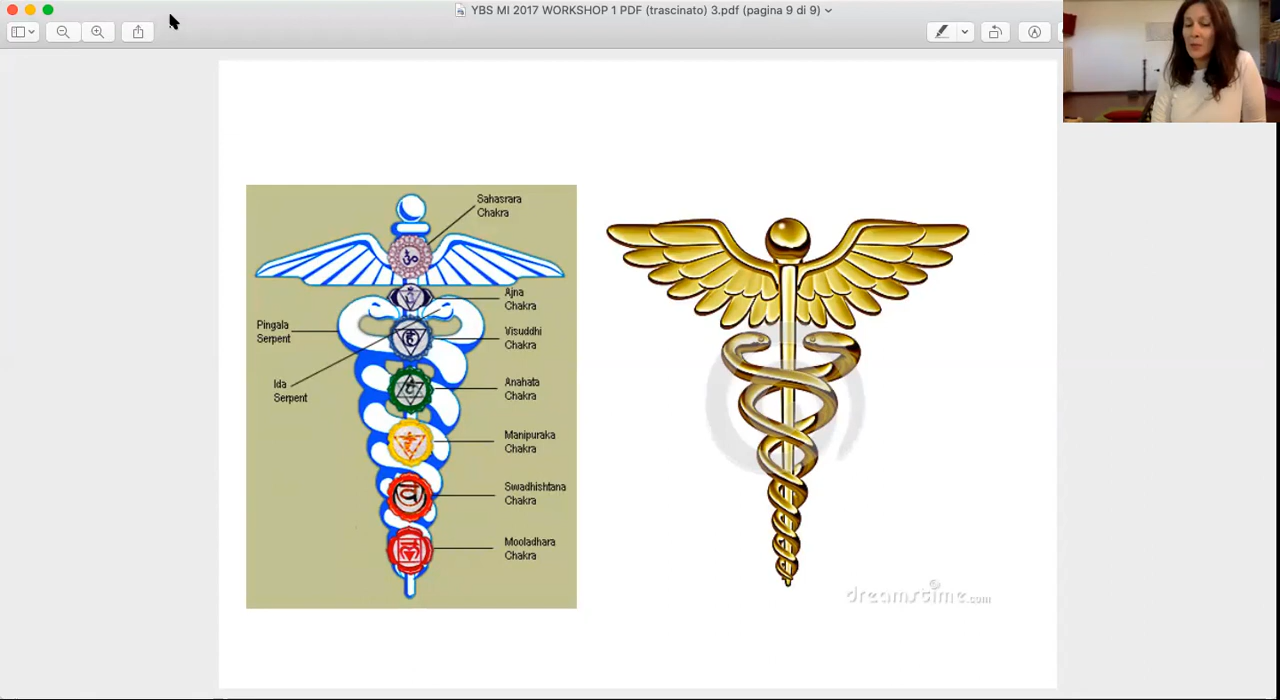 YBS MI 2017 WORKSHOP 1 PDF (trascinato) 3.pdf (pagina 9 di 9)
Sahasrara
Chakra
Ajna
Chakra
Pingala
Serpent
Visuddhi
Chakra
Ida
Serpent
Anahata
Chakra
Manipuraka
Chakra
Swadhishtana
Chakra
Mooladhara
Chakra
dreamstime.com